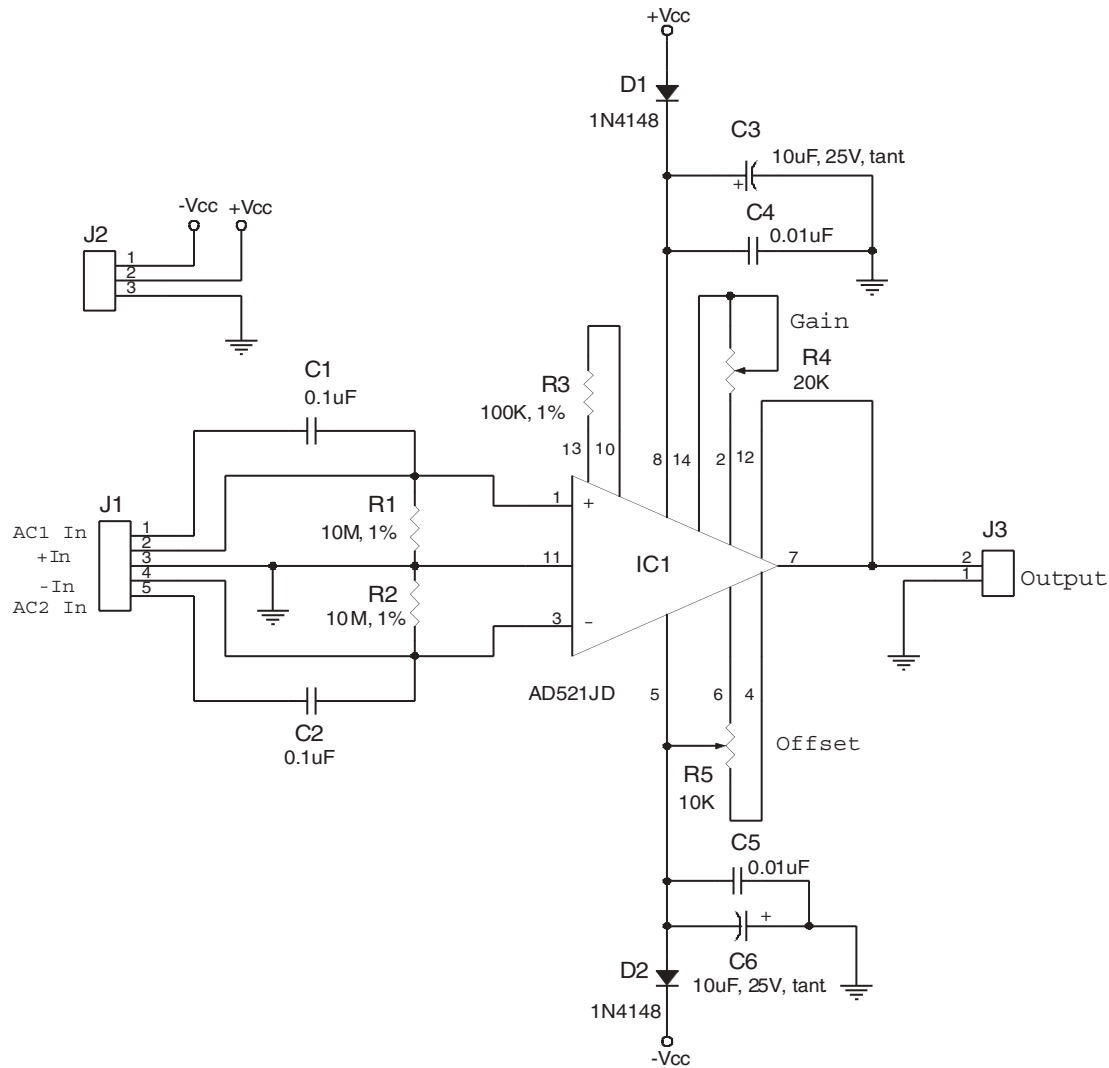 +Vcc
D1
1N4148
C3
10uF, 25V, tant
+
C4
0.01uF
-Vcc +Vcc
J2
1
2
3
Gain
R4
20K
C1
0.1uF
R3
100K, 1%
13 10 8 14 2 12
J1
AC1 In
+In
-In
AC2 In
1
2
3
4
5
R1
10M, 1%
R2
10M, 1%
1 +
11
3 -
IC1
7
AD521JD
J3
2
1
Output
C2
0.1uF
5 6 4
Offset
R5
10K
C5
0.01uF
+
C6
10uF, 25V, tant
D2
1N4148
-Vcc